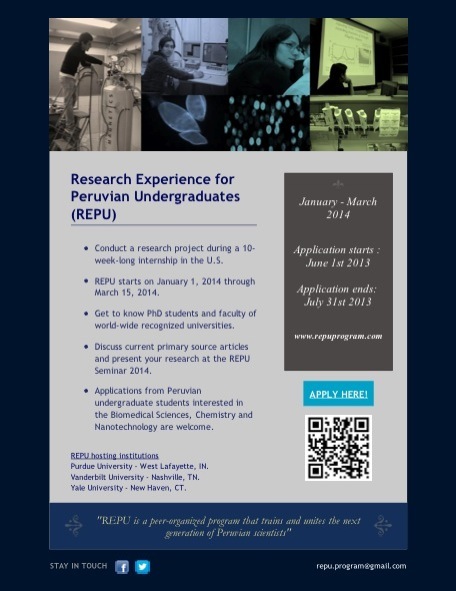 Research Experience for
Peruvian Undergraduates
(REPU)
Conduct a research project during a 10-
week-long internship in the U.S.
REPU starts on January 1, 2014 through
March 15, 2014.
Get to know PhD students and faculty of
world-wide recognized universities.
Discuss current primary source articles
and present your research at the REPU
Seminar 2014.
Applications from Peruvian
undergraduate students interested in
the Biomedical Sciences, Chemistry and
Nanotechnology are welcome.
REPU hosting institutions
Purdue University - West Lafayette, IN.
Vanderbilt University - Nashville, TN.
Yale University - New Haven, CT.
January - March
2014
Application starts :
June 1st 2013
Application ends:
July 31st 2013
www.repuprogram.com
APPLY HERE!
"REPU is a peer-organized program that trains and unites the next
generation of Peruvian scientists"
STAY IN TOUCH
repu.program@gmail.com